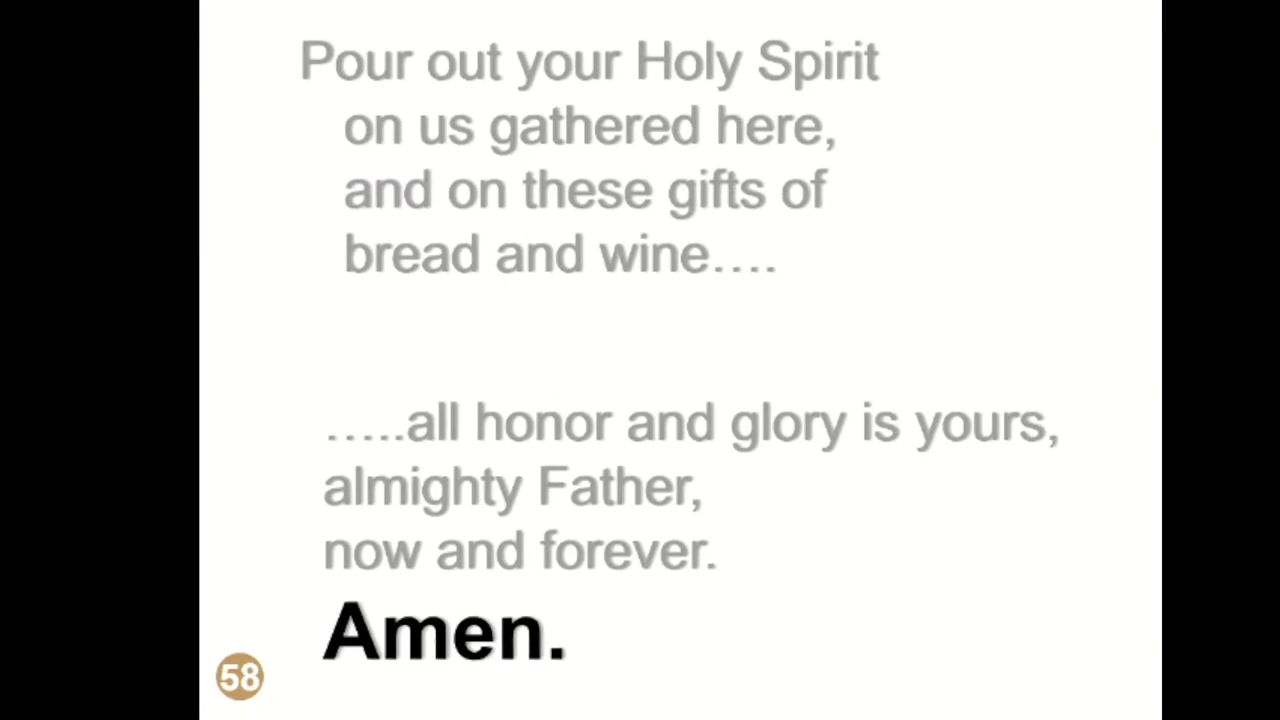 Pour out your Holy Spirit
on us gathered here,
and on these gifts of
bread and wine….
…..all honor and glory is yours,
almighty Father,
now and forever.
Amen.
58